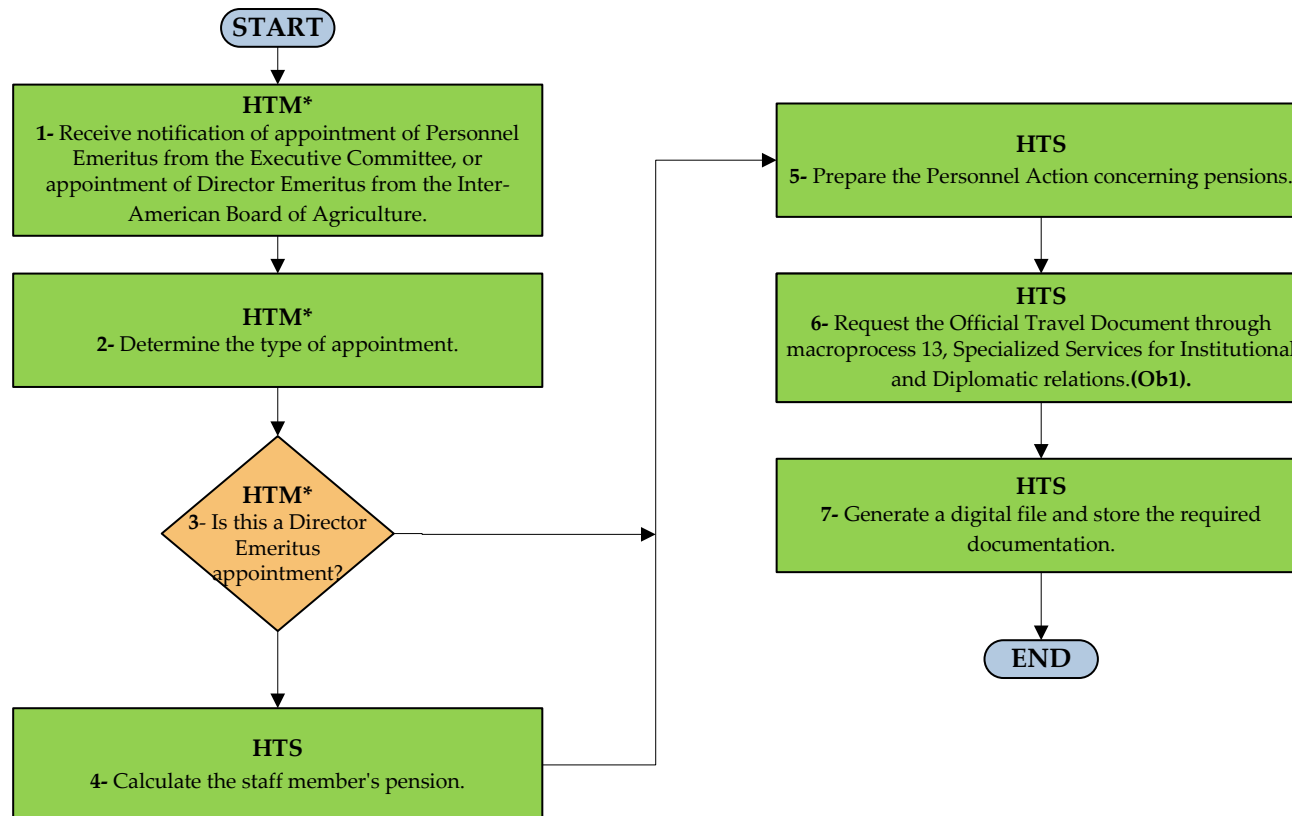 START
HTM*
1- Receive notification of appointment of Personnel
Emeritus from the Executive Committee, or
appointment of Director Emeritus from the Inter-
American Board of Agriculture.
HTM*
2- Determine the type of appointment.
HTM*
3- Is this a Director
Emeritus
appointment?
HTS
4- Calculate the staff member's pension.
HTS
5- Prepare the Personnel Action concerning pensions.
HTS
6- Request the Official Travel Document through
macroprocess 13, Specialized Services for Institutional
and Diplomatic relations.(Ob1).
HTS
7- Generate a digital file and store the required
documentation.
END